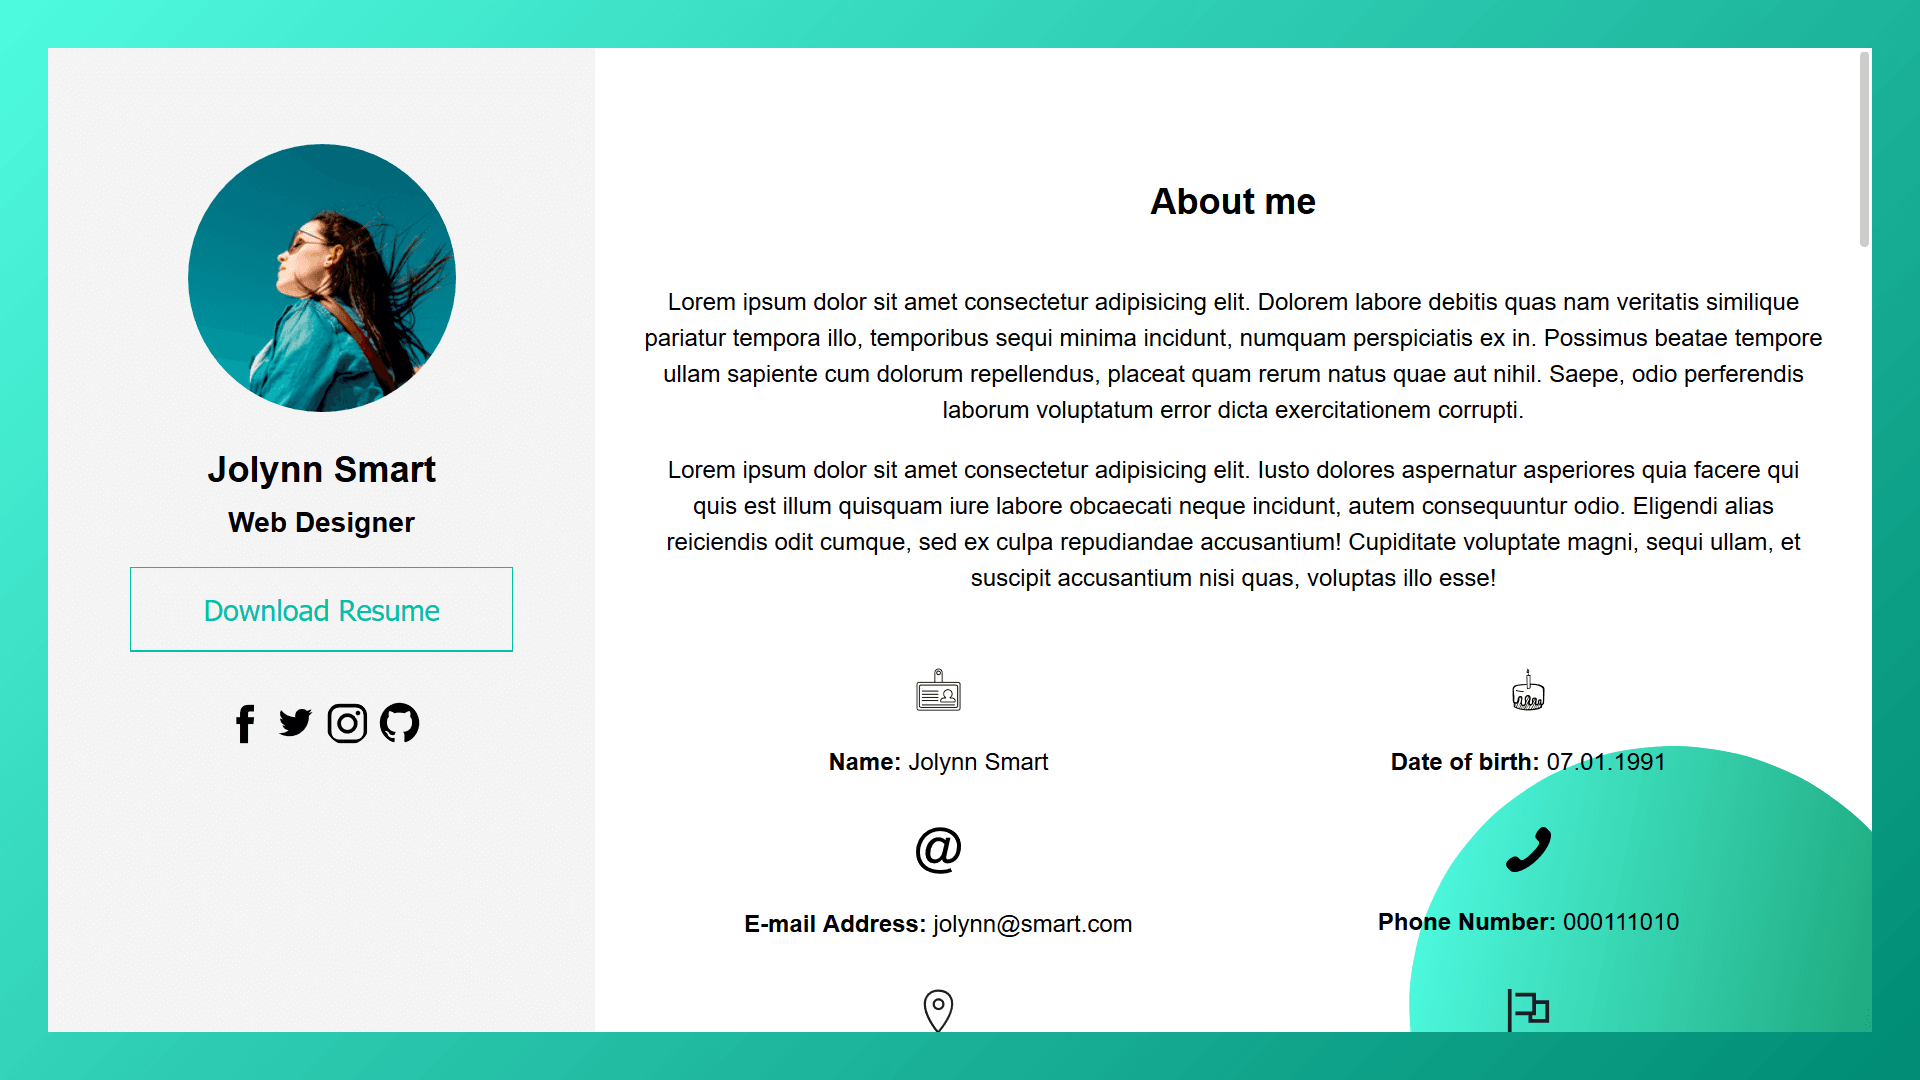 Jolynn Smart
Web Designer
Download Resume
About me
Lorem ipsum dolor sit amet consectetur adipisicing elit. Dolorem labore debitis quas nam veritatis similique
pariatur tempora illo, temporibus sequi minima incidunt, numquam perspiciatis ex in. Possimus beatae tempore
ullam sapiente cum dolorum repellendus, placeat quam rerum natus quae aut nihil. Saepe, odio perferendis
laborum voluptatum error dicta exercitationem corrupti.
Lorem ipsum dolor sit amet consectetur adipisicing elit. Iusto dolores aspernatur asperiores quia facere qui
quis est illum quisquam iure labore obcaecati neque incidunt, autem consequuntur odio. Eligendi alias
reiciendis odit cumque, sed ex culpa repudiandae accusantium! Cupiditate voluptate magni, sequi ullam, et
suscipit accusantium nisi quas, voluptas illo esse!
Name: Jolynn Smart
Date of birth: 07.01.1991
E-mail Address: jolynn@smart.com
Phone Number: 000111010